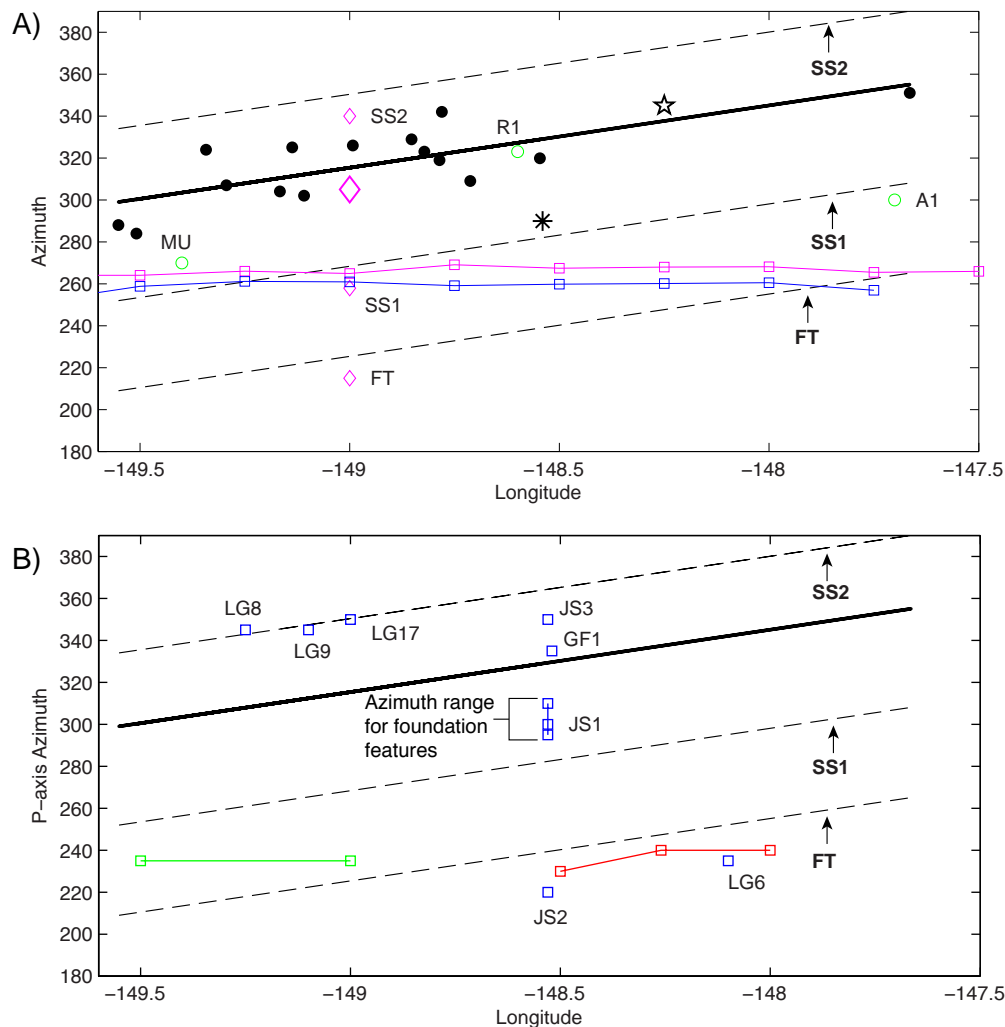 A)
380
360
340
320
300
280
260
240
220
200
180
Azimuth
SS2
SS2
R1
A1
SS1
MU
SS1
FT
FT
−149.5
−149
−148.5
−148
−147.5
Longitude
B)
380
360
340
320
300
280
260
240
220
200
180
P−axis Azimuth
SS2
LG8
LG9
LG17
JS3
GF1
Azimuth range
for foundation
features
JS1
SS1
FT
LG6
JS2
−149.5
−149
−148.5
−148
−147.5
Longitude